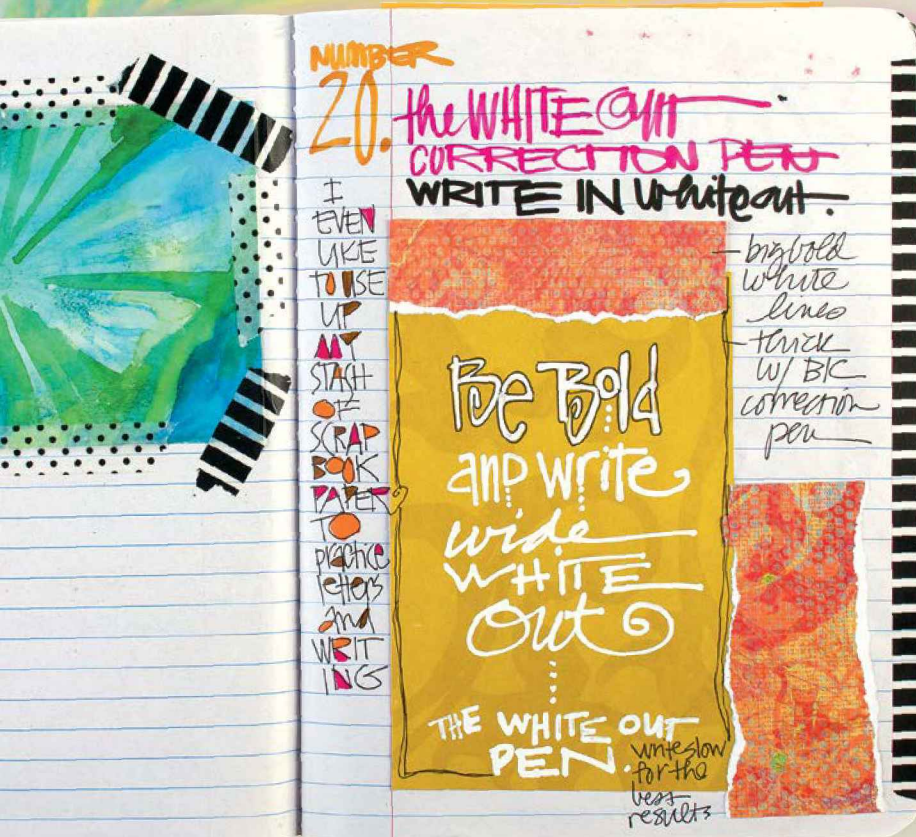 NUMBER
20.
the WHITE OUT
CORRECTION PEN
WRITE IN whiteout.
I
EVEN
LIKE
TO USE
UP
MY
STASH
OF
SCRAP
BOOK
PAPER
TO
practice
letters
and
WRIT
ING
big bold
white
lines
thick
W/ BIC
correction
pen
Be Bold
and write
wide
WHITE
Out
THE WHITE OUT
PEN.
write slow
for the
best
results